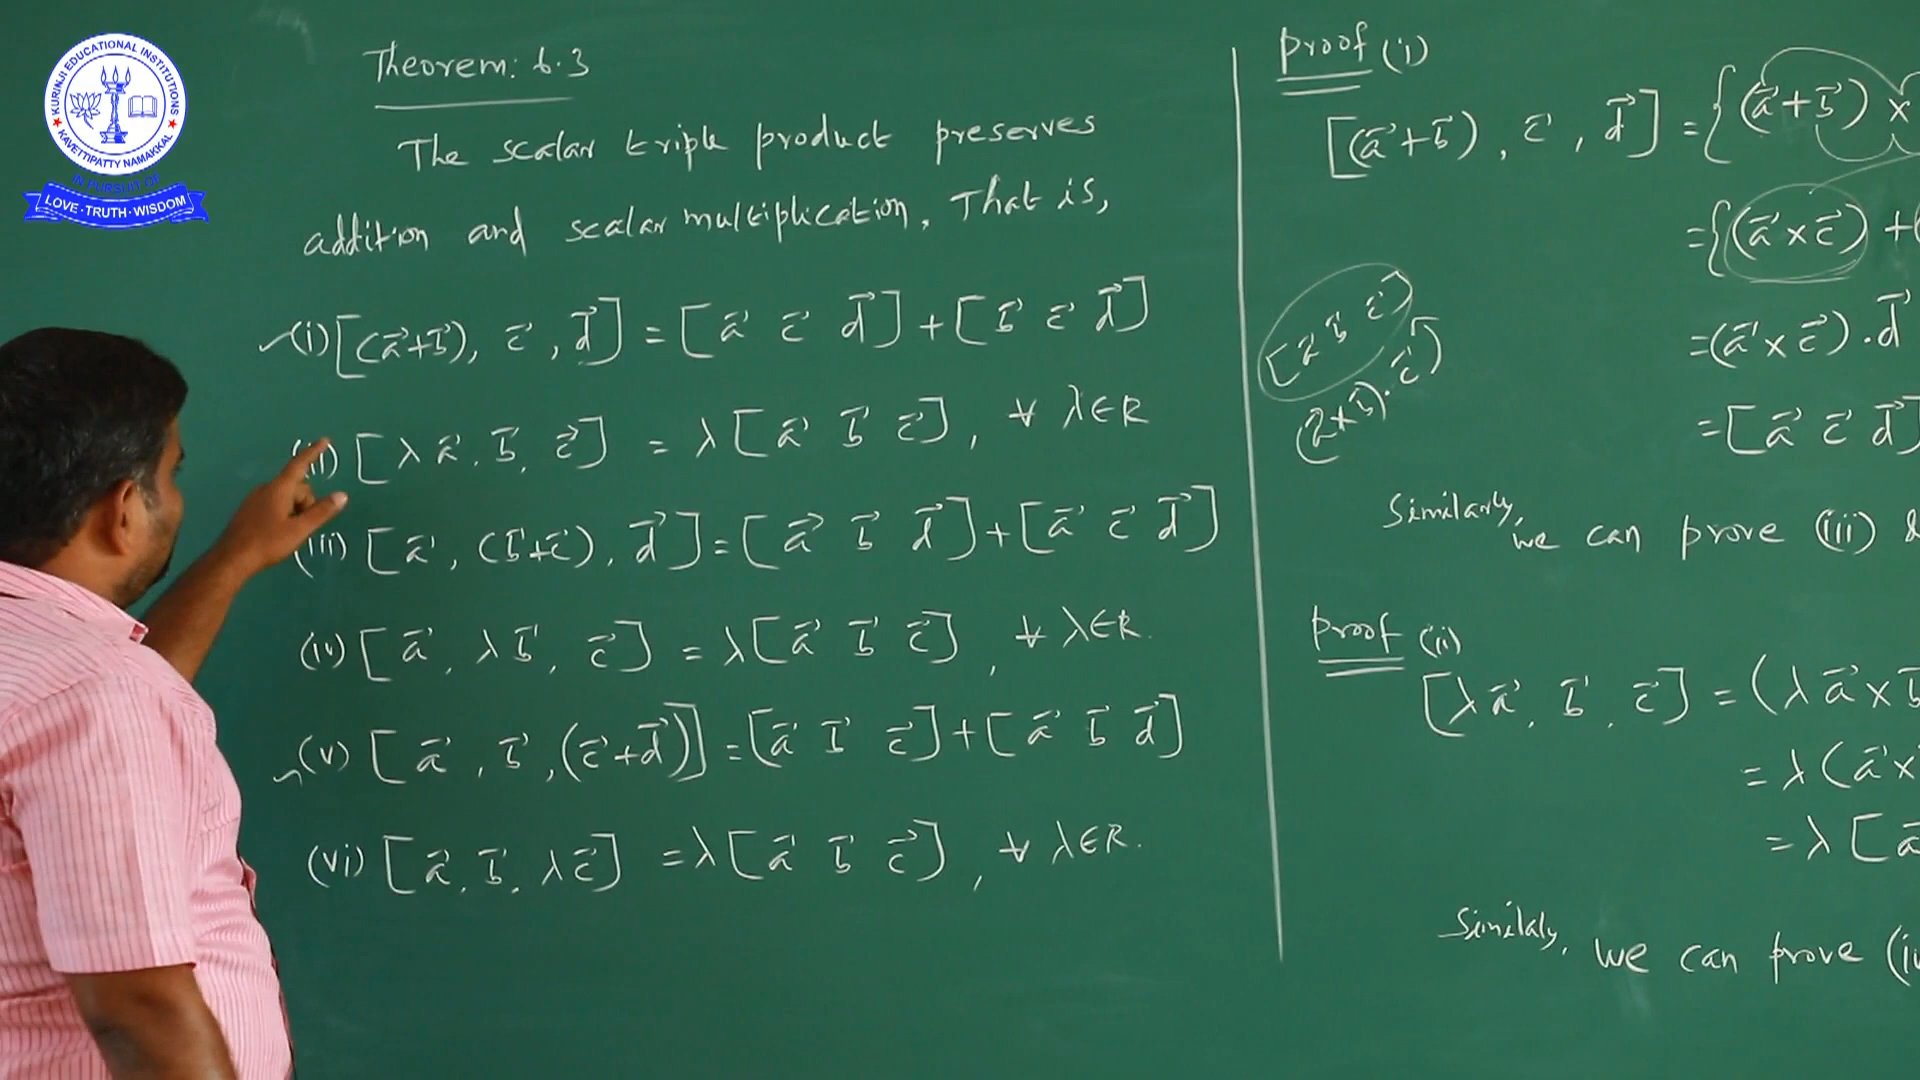 KURINJI EDUCATIONAL INSTITUTIONS
KAVETTIPATTY NAMAKKAL
IN PURSUIT OF
LOVE · TRUTH · WISDOM
Theorem: 6.3
The scalar triple product preserves
addition and scalar multiplication. That is,
(i) [(a⃗+b⃗), c⃗, d⃗] = [a⃗ c⃗ d⃗] + [b⃗ c⃗ d⃗]
(ii) [λa⃗, b⃗, c⃗] = λ[a⃗ b⃗ c⃗], ∀ λ∈R
(iii) [a⃗, (b⃗+c⃗), d⃗] = [a⃗ b⃗ d⃗] + [a⃗ c⃗ d⃗]
(iv) [a⃗, λb⃗, c⃗] = λ[a⃗ b⃗ c⃗], ∀ λ∈R.
(v) [a⃗, b⃗, (c⃗+d⃗)] = [a⃗ b⃗ c⃗] + [a⃗ b⃗ d⃗]
(vi) [a⃗, b⃗, λc⃗] = λ[a⃗ b⃗ c⃗], ∀ λ∈R.
Proof (i)
[(a⃗+b⃗), c⃗, d⃗] = {(a⃗+b⃗) ×
= {(a⃗×c⃗) + (
= (a⃗×c⃗).d⃗
= [a⃗ c⃗ d⃗]
[a⃗ b⃗ c⃗]
(a⃗×b⃗).c⃗)
Similarly, we can prove (iii) &
Proof (ii)
[λa⃗, b⃗, c⃗] = (λa⃗×b⃗
= λ(a⃗×
= λ[a⃗
Similaly, we can prove (iv